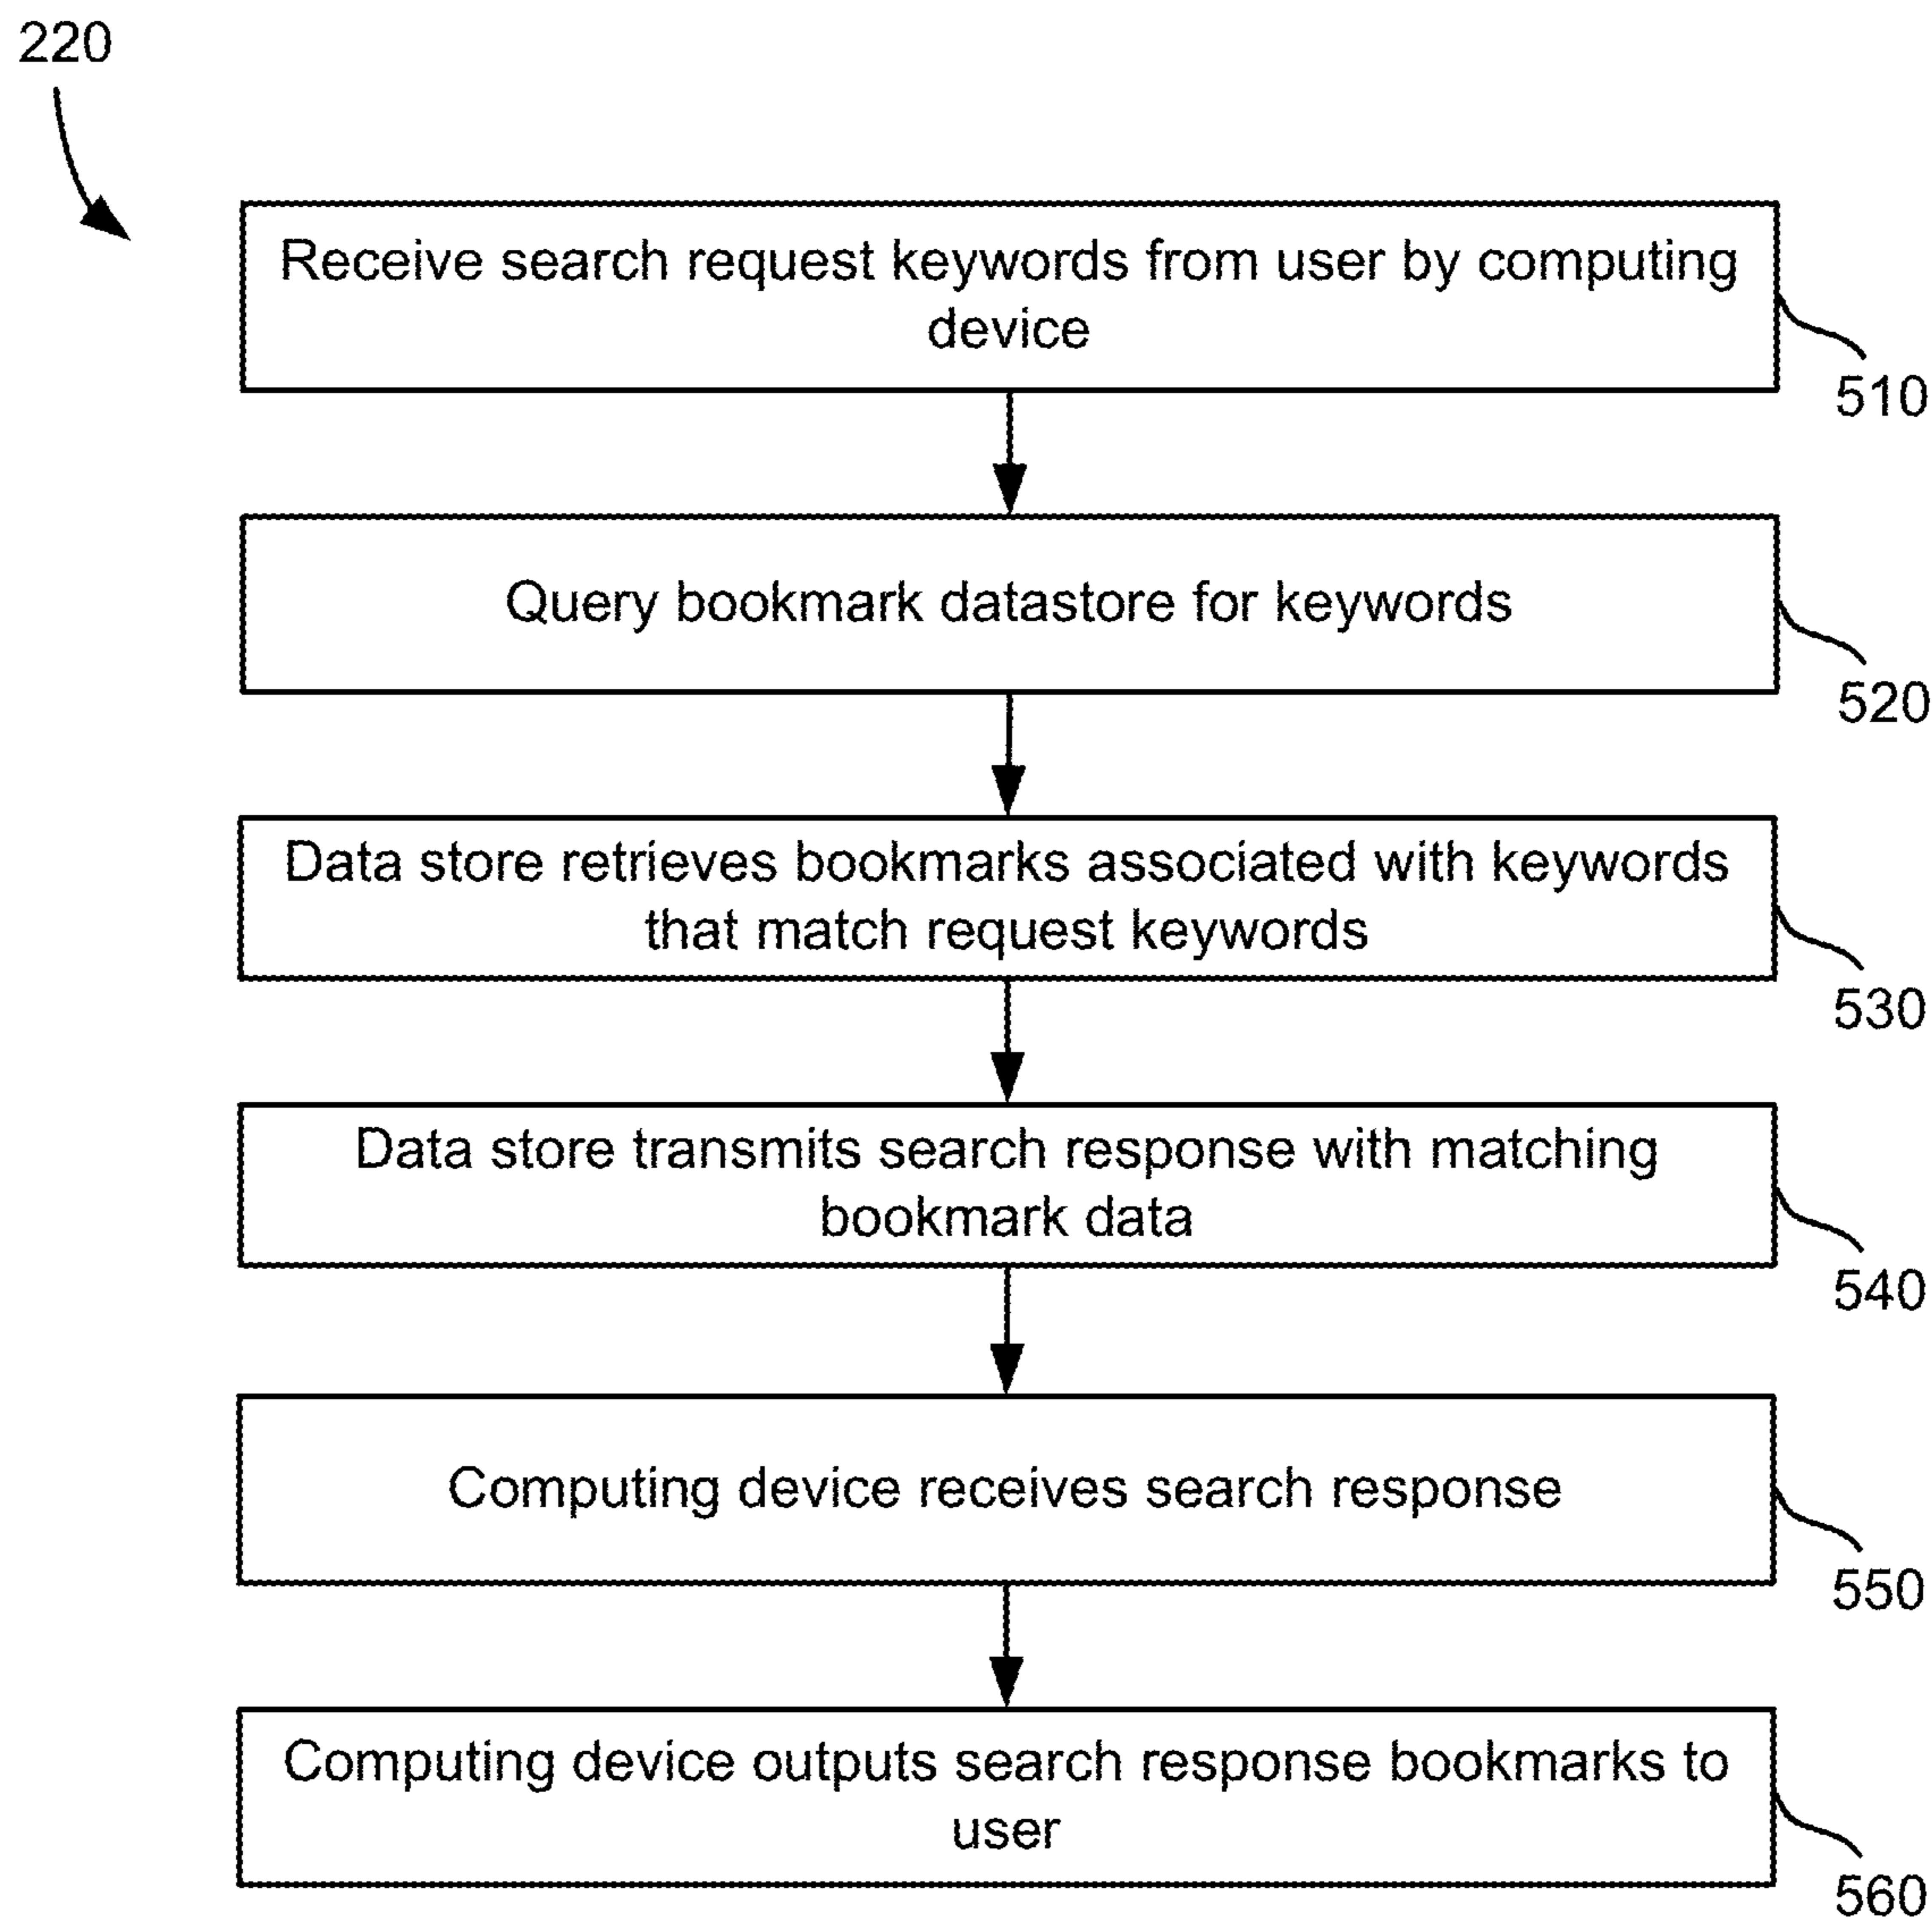 220
Receive search request keywords from user by computing
device
510
Query bookmark datastore for keywords
520
Data store retrieves bookmarks associated with keywords
that match request keywords
530
Data store transmits search response with matching
bookmark data
540
Computing device receives search response
550
Computing device outputs search response bookmarks to
user
560